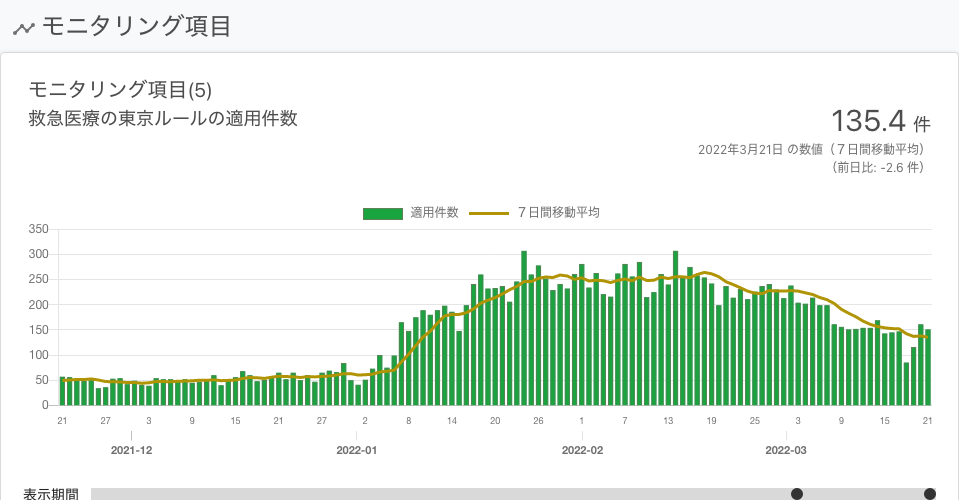 モニタリング項目
モニタリング項目(5)
救急医療の東京ルールの適用件数
135.4 件
2022年3月21日 の数値（７日間移動平均）
（前日比: -2.6 件）
適用件数 ７日間移動平均
350
300
250
200
150
100
50
0
21 27 3 9 15 21 27 2 8 14 20 26 1 7 13 19 25 3 9 15 21
2021-12 2022-01 2022-02 2022-03
表示期間